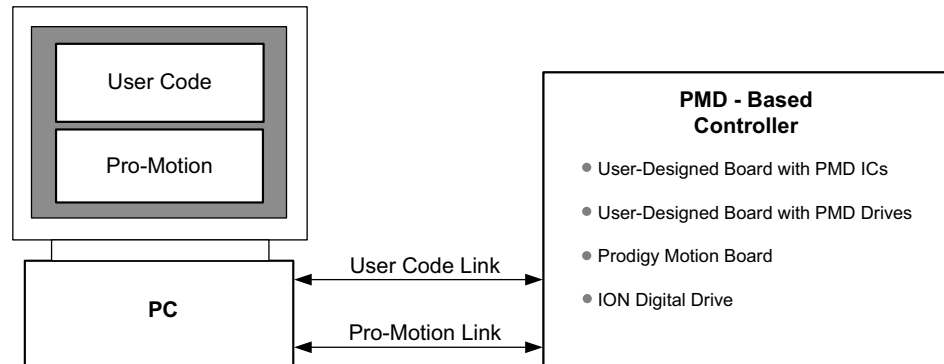 User Code
Pro-Motion
PC
User Code Link
Pro-Motion Link
PMD - Based
Controller
User-Designed Board with PMD ICs
User-Designed Board with PMD Drives
Prodigy Motion Board
ION Digital Drive